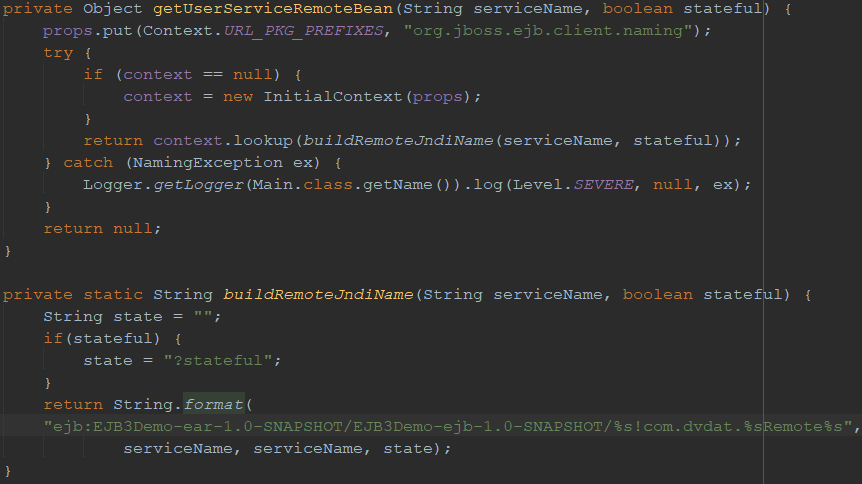 private Object getUserServiceRemoteBean(String serviceName, boolean stateful) {
props.put(Context.URL_PKG_PREFIXES, "org.jboss.ejb.client.naming");
try {
if (context == null) {
context = new InitialContext(props);
}
return context.lookup(buildRemoteJndiName(serviceName, stateful));
} catch (NamingException ex) {
Logger.getLogger(Main.class.getName()).log(Level.SEVERE, null, ex);
}
return null;
}
private static String buildRemoteJndiName(String serviceName, boolean stateful) {
String state = "";
if(stateful) {
state = "?stateful";
}
return String.format(
"ejb:EJB3Demo-ear-1.0-SNAPSHOT/EJB3Demo-ejb-1.0-SNAPSHOT/%s!com.dvdat.%sRemote%s",
serviceName, serviceName, state);
}